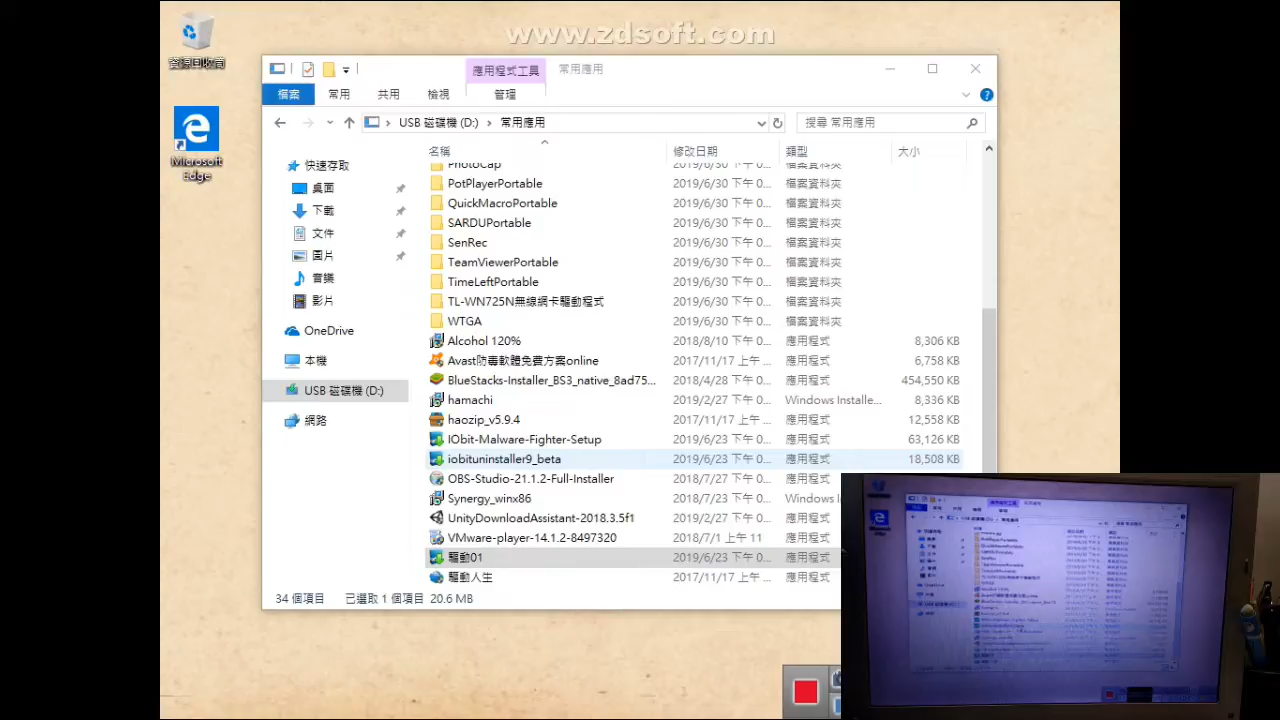 www.zdsoft.com
資源回收筒
Microsoft Edge
應用程式工具 常用應用
檔案 常用 共用 檢視 管理
USB 磁碟機 (D:) › 常用應用
搜尋 常用應用
名稱 修改日期 類型 大小
快速存取
桌面
下載
文件
圖片
音樂
影片
OneDrive
本機
USB 磁碟機 (D:)
網路
PhotoCap 2019/6/30 下午 0... 檔案資料夾
PotPlayerPortable 2019/6/30 下午 0... 檔案資料夾
QuickMacroPortable 2019/6/30 下午 0... 檔案資料夾
SARDUPortable 2019/6/30 下午 0... 檔案資料夾
SenRec 2019/6/30 下午 0... 檔案資料夾
TeamViewerPortable 2019/6/30 下午 0... 檔案資料夾
TimeLeftPortable 2019/6/30 下午 0... 檔案資料夾
TL-WN725N無線網卡驅動程式 2019/6/30 下午 0... 檔案資料夾
WTGA 2019/6/30 下午 0... 檔案資料夾
Alcohol 120% 2018/8/10 下午 0... 應用程式 8,306 KB
Avast防毒軟體免費方案online 2017/11/17 上午 ... 應用程式 6,758 KB
BlueStacks-Installer_BS3_native_8ad75... 2018/4/28 下午 0... 應用程式 454,550 KB
hamachi 2019/2/27 下午 0... Windows Installe... 8,336 KB
haozip_v5.9.4 2017/11/17 上午 ... 應用程式 12,558 KB
IObit-Malware-Fighter-Setup 2019/6/23 下午 0... 應用程式 63,126 KB
iobituninstaller9_beta 2019/6/23 下午 0... 應用程式 18,508 KB
OBS-Studio-21.1.2-Full-Installer 2018/7/23 下午 0... 應用程式
Synergy_winx86 2018/7/23 下午 0... Windows
UnityDownloadAssistant-2018.3.5f1 2019/2/27 下午 0... 應用程式
VMware-player-14.1.2-8497320 2018/7/1 上午 11 應用程式
驅動01 2019/6/23 下午 0... 應用程式
驅動人生 2017/11/17 上午 ... 應用程式
34 個項目 已選取 1 個項目 20.6 MB